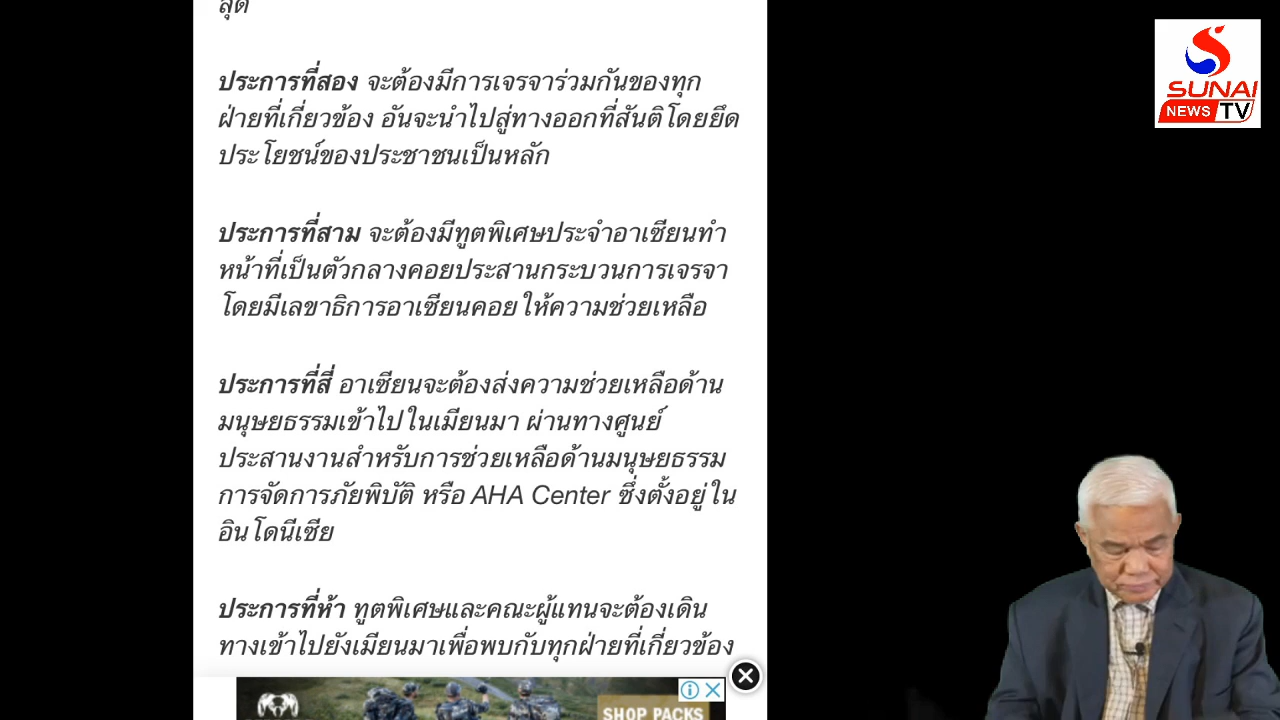 สุด
ประการที่สอง จะต้องมีการเจรจาร่วมกันของทุก
ฝ่ายที่เกี่ยวข้อง อันจะนำไปสู่ทางออกที่สันติโดยยึด
ประโยชน์ของประชาชนเป็นหลัก
ประการที่สาม จะต้องมีทูตพิเศษประจำอาเซียนทำ
หน้าที่เป็นตัวกลางคอยประสานกระบวนการเจรจา
โดยมีเลขาธิการอาเซียนคอยให้ความช่วยเหลือ
ประการที่สี่ อาเซียนจะต้องส่งความช่วยเหลือด้าน
มนุษยธรรมเข้าไปในเมียนมา ผ่านทางศูนย์
ประสานงานสำหรับการช่วยเหลือด้านมนุษยธรรม
การจัดการภัยพิบัติ หรือ AHA Center ซึ่งตั้งอยู่ใน
อินโดนีเซีย
ประการที่ห้า ทูตพิเศษและคณะผู้แทนจะต้องเดิน
ทางเข้าไปยังเมียนมาเพื่อพบกับทุกฝ่ายที่เกี่ยวข้อง
SHOP PACKS
SUNAI
NEWS TV